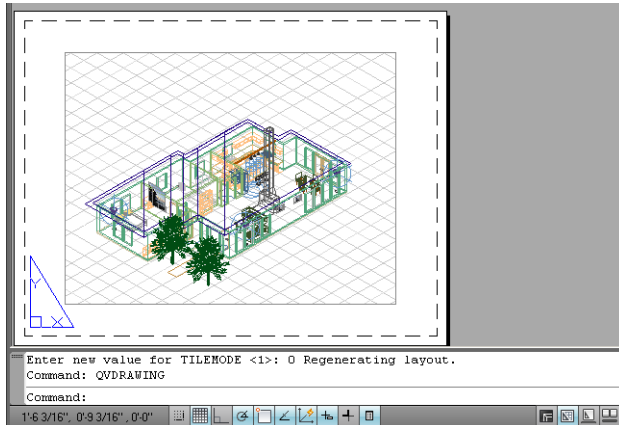 Y
X
Enter new value for TILEMODE <1>: 0 Regenerating layout.
Command: QVDRAWING
Command:
1'-6 3/16", 0'-9 3/16" , 0'-0"